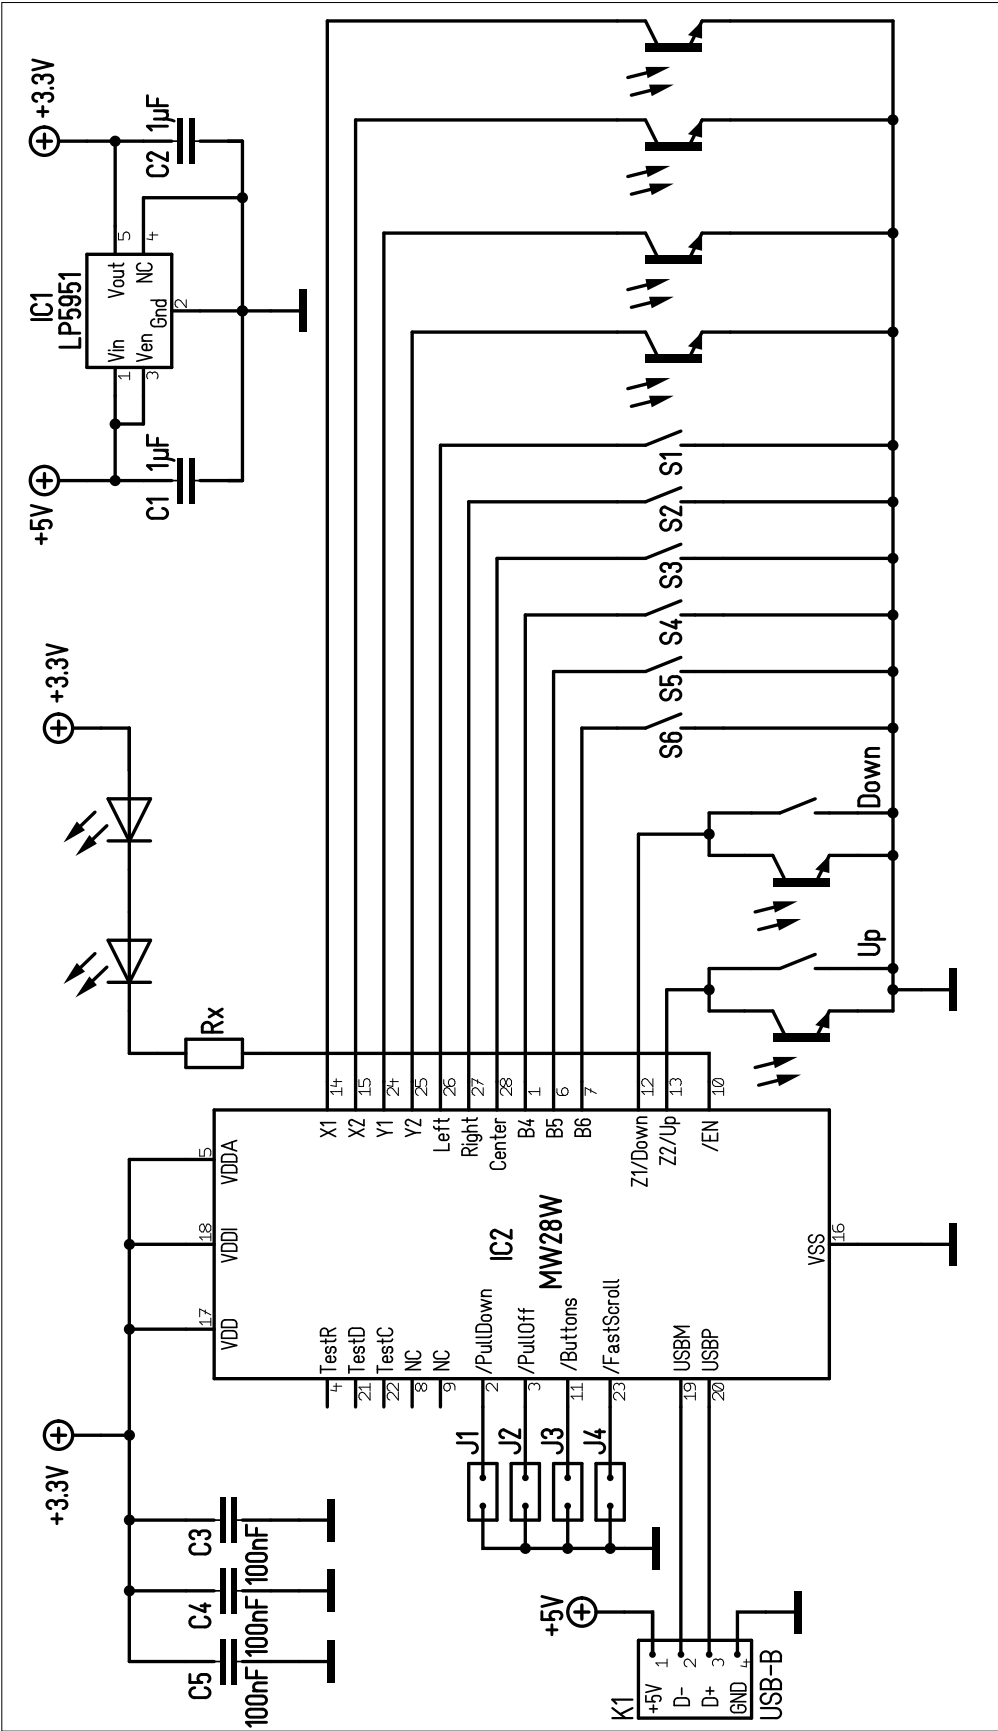 K1
+5V
1
D-
2
D+
3
GND
4
USB-B
+5V
C5
100nF
C4
100nF
C3
100nF
+3.3V
J1
J2
J3
J4
4
TestR
21
TestD
22
TestC
8
NC
9
NC
2
/PullDown
3
/PullOff
11
/Buttons
23
/FastScroll
19
USBM
20
USBP
17
VDD
18
VDDI
5
VDDA
IC2
MW28W
VSS
16
X1
14
X2
15
Y1
24
Y2
25
Left
26
Right
27
Center
28
B4
1
B5
6
B6
7
Z1/Down
12
Z2/Up
13
/EN
10
Rx
+3.3V
Up
Down
S6
S5
S4
S3
S2
S1
+5V
C1
1µF
IC1
LP5951
1
Vin
3
Ven
Gnd
2
Vout
5
NC
4
C2
1µF
+3.3V